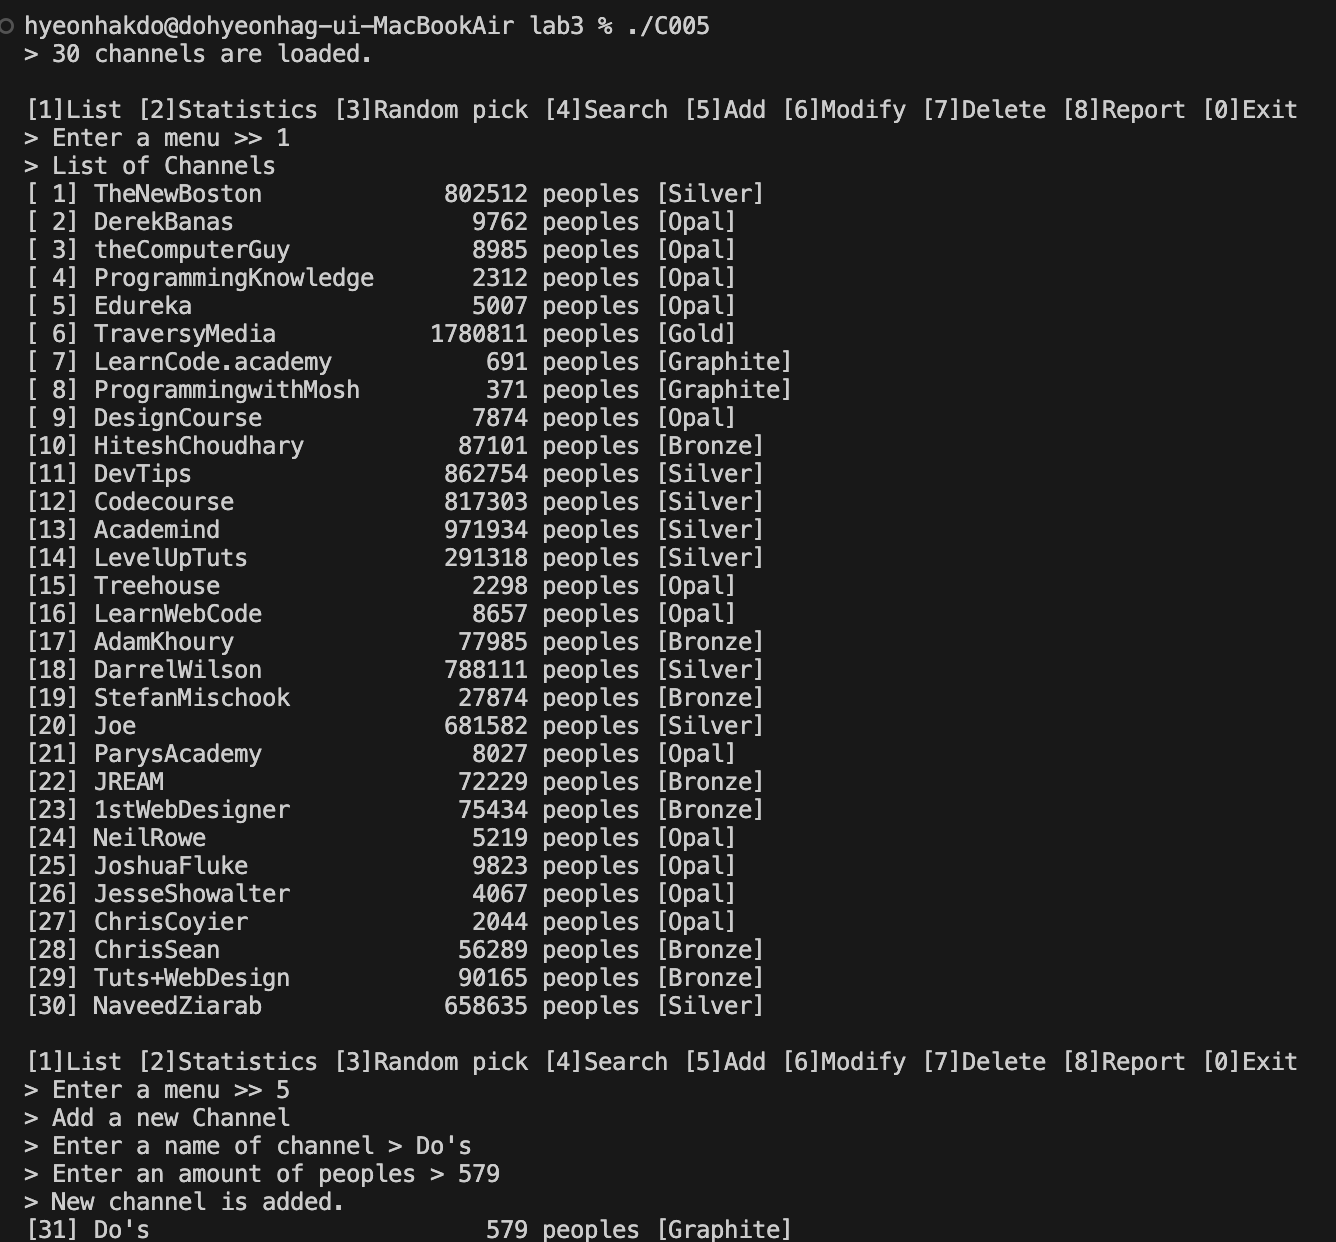 hyeonhakdo@dohyeonhag-ui-MacBookAir lab3 % ./C005
> 30 channels are loaded.
[1]List [2]Statistics [3]Random pick [4]Search [5]Add [6]Modify [7]Delete [8]Report [0]Exit
> Enter a menu >> 1
> List of Channels
[ 1] TheNewBoston             802512 peoples [Silver]
[ 2] DerekBanas                 9762 peoples [Opal]
[ 3] theComputerGuy             8985 peoples [Opal]
[ 4] ProgrammingKnowledge       2312 peoples [Opal]
[ 5] Edureka                    5007 peoples [Opal]
[ 6] TraversyMedia           1780811 peoples [Gold]
[ 7] LearnCode.academy           691 peoples [Graphite]
[ 8] ProgrammingwithMosh         371 peoples [Graphite]
[ 9] DesignCourse               7874 peoples [Opal]
[10] HiteshChoudhary           87101 peoples [Bronze]
[11] DevTips                  862754 peoples [Silver]
[12] Codecourse               817303 peoples [Silver]
[13] Academind                971934 peoples [Silver]
[14] LevelUpTuts              291318 peoples [Silver]
[15] Treehouse                  2298 peoples [Opal]
[16] LearnWebCode               8657 peoples [Opal]
[17] AdamKhoury                77985 peoples [Bronze]
[18] DarrelWilson             788111 peoples [Silver]
[19] StefanMischook            27874 peoples [Bronze]
[20] Joe                      681582 peoples [Silver]
[21] ParysAcademy               8027 peoples [Opal]
[22] JREAM                     72229 peoples [Bronze]
[23] 1stWebDesigner            75434 peoples [Bronze]
[24] NeilRowe                   5219 peoples [Opal]
[25] JoshuaFluke                9823 peoples [Opal]
[26] JesseShowalter             4067 peoples [Opal]
[27] ChrisCoyier                2044 peoples [Opal]
[28] ChrisSean                 56289 peoples [Bronze]
[29] Tuts+WebDesign            90165 peoples [Bronze]
[30] NaveedZiarab             658635 peoples [Silver]
[1]List [2]Statistics [3]Random pick [4]Search [5]Add [6]Modify [7]Delete [8]Report [0]Exit
> Enter a menu >> 5
> Add a new Channel
> Enter a name of channel > Do's
> Enter an amount of peoples > 579
> New channel is added.
[31] Do's                        579 peoples [Graphite]